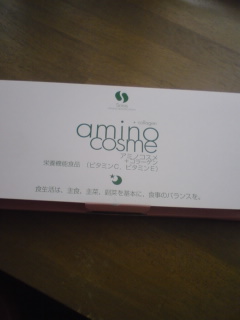 + collagen
amino
cosme
アミノコスメ
+コラーゲン
栄養機能食品 (ビタミンC、ビタミンE)
食生活は、主食、主菜、副菜を基本に、食事のバランスを。